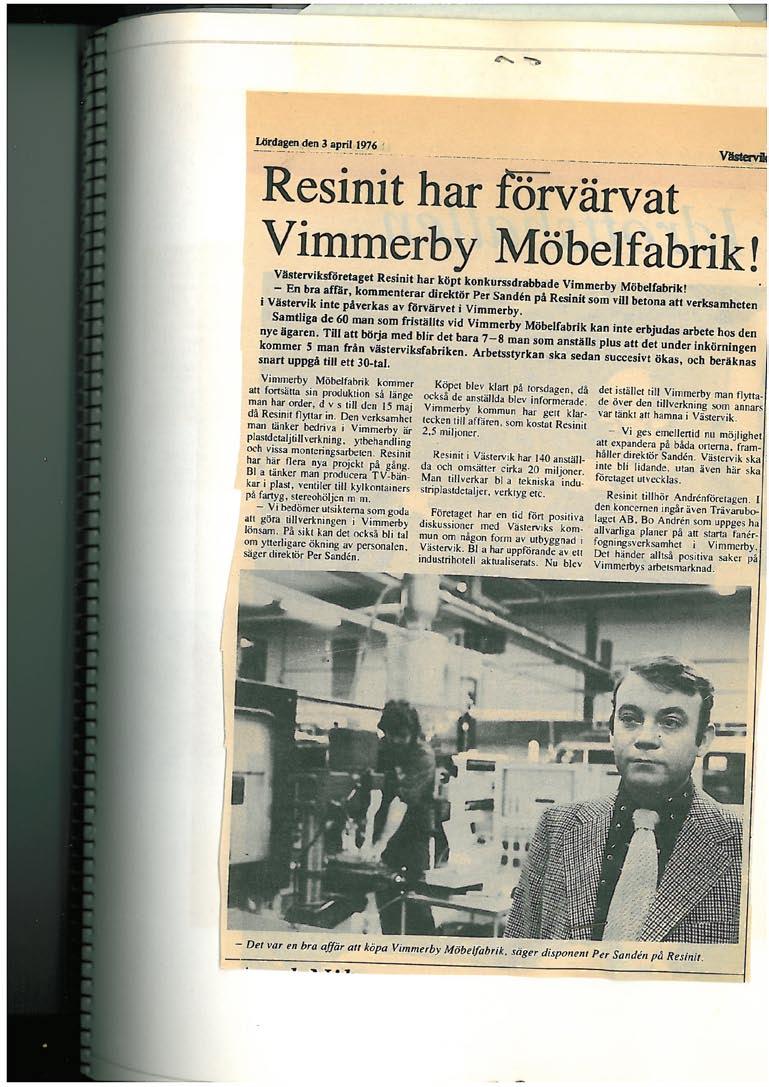 Lördagen den 3 april 1976
Västervik
Resinit har förvärvat
Vimmerby Möbelfabrik!
Västerviksföretaget Resinit har köpt konkurssdrabbade Vimmerby Möbelfabrik!
– En bra affär, kommenterar direktör Per Sandén på Resinit som vill betona att verksamheten
i Västervik inte påverkas av förvärvet i Vimmerby.
Samtliga de 60 man som friställts vid Vimmerby Möbelfabrik kan inte erbjudas arbete hos den
nye ägaren. Till att börja med blir det bara 7–8 man som anställs plus att det under inkörningen
kommer 5 man från västerviksfabriken. Arbetsstyrkan ska sedan succesivt ökas, och beräknas
snart uppgå till ett 30-tal.
Vimmerby Möbelfabrik kommer
att fortsätta sin produktion så länge
man har order, d v s till den 15 maj
då Resinit flyttar in. Den verksamhet
man tänker bedriva i Vimmerby är
plastdetaljtillverkning, ytbehandling
och vissa monteringsarbeten. Resinit
har här flera nya projekt på gång.
Bl a tänker man producera TV-bän-
kar i plast, ventiler till kylkontainers
på fartyg, stereohöljen m m.
– Vi bedömer utsikterna som goda
att göra tillverkningen i Vimmerby
lönsam. På sikt kan det också bli tal
om ytterligare ökning av personalen,
säger direktör Per Sandén.
Köpet blev klart på torsdagen, då
också de anställda blev informerade.
Vimmerby kommun har gett klar-
tecken till affären, som kostat Resinit
2,5 miljoner.
Resinit i Västervik har 140 anställ-
da och omsätter cirka 20 miljoner.
Man tillverkar bl a tekniska indu-
striplastdetaljer, verktyg etc.
Företaget har en tid fört positiva
diskussioner med Västerviks kom-
mun om någon form av utbyggnad i
Västervik. Bl a har uppförande av ett
industrihotell aktualiserats. Nu blev
det istället till Vimmerby man flytta-
de över den tillverkning som annars
var tänkt att hamna i Västervik.
– Vi ges emellertid nu möjlighet
att expandera på båda orterna, fram-
håller direktör Sandén. Västervik ska
inte bli lidande, utan även här ska
företaget utvecklas.
Resinit tillhör Andrénföretagen. I
den koncernen ingår även Trävarubo-
laget AB. Bo Andrén som uppges ha
allvarliga planer på att starta fanér-
fogningsverksamhet i Vimmerby.
Det händer alltså positiva saker på
Vimmerbys arbetsmarknad.
– Det var en bra affär att köpa Vimmerby Möbelfabrik, säger disponent Per Sandén på Resinit.